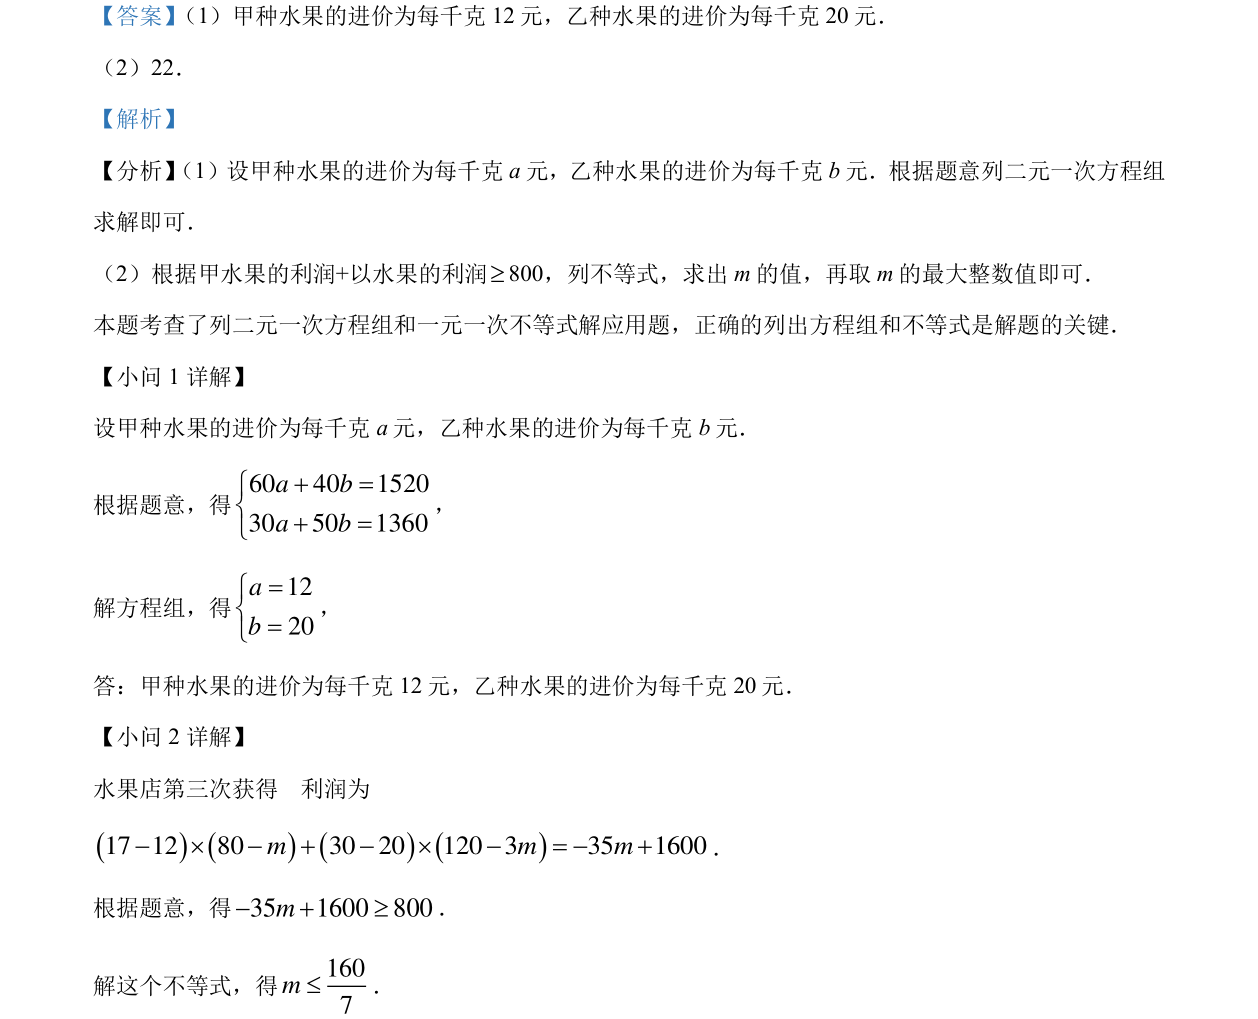 【答案】（1）甲种水果的进价为每千克 12 元，乙种水果的进价为每千克 20 元．
（2）22．
【解析】
【分析】（1）设甲种水果的进价为每千克 a 元，乙种水果的进价为每千克 b 元．根据题意列二元一次方程组
求解即可．
（2）根据甲水果的利润+以水果的利润≥800，列不等式，求出 m 的值，再取 m 的最大整数值即可．
本题考查了列二元一次方程组和一元一次不等式解应用题，正确的列出方程组和不等式是解题的关键．
【小问 1 详解】
设甲种水果的进价为每千克 a 元，乙种水果的进价为每千克 b 元．
根据题意，得{60a+40b=1520
30a+50b=1360，
解方程组，得{a=12
b=20，
答：甲种水果的进价为每千克 12 元，乙种水果的进价为每千克 20 元．
【小问 2 详解】
水果店第三次获得　利润为
(17−12)×(80−m)+(30−20)×(120−3m)=−35m+1600．
根据题意，得−35m+1600≥800．
解这个不等式，得 m≤160/7．